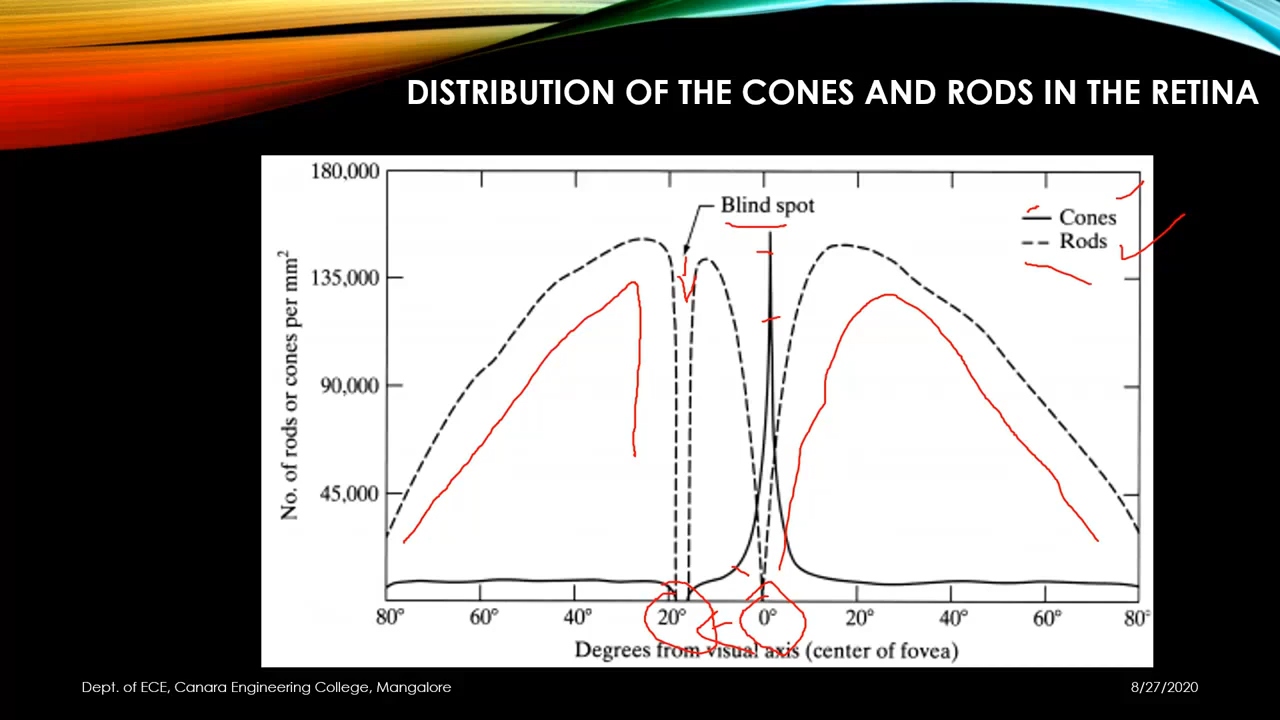 DISTRIBUTION OF THE CONES AND RODS IN THE RETINA
180,000
135,000
90,000
45,000
No. of rods or cones per mm²
Blind spot
Cones
Rods
80° 60° 40° 20° 0° 20° 40° 60° 80°
Degrees from visual axis (center of fovea)
Dept. of ECE, Canara Engineering College, Mangalore
8/27/2020